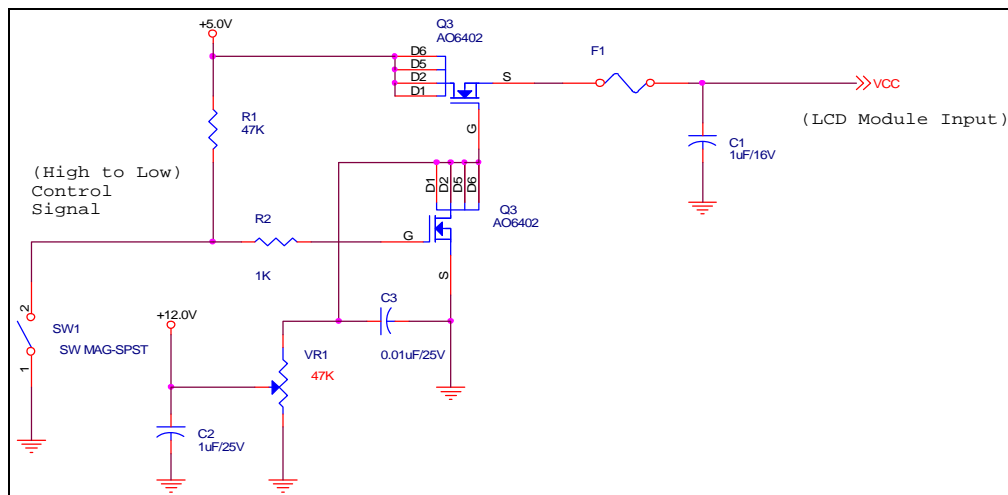 +5.0V
Q3
AO6402
F1
D6
D5
D2
D1
S
G
VCC
(LCD Module Input)
R1
47K
C1
1uF/16V
(High to Low)
Control
Signal
D1
D2
D5
D6
Q3
AO6402
R2
1K
G
S
C3
0.01uF/25V
+12.0V
2
SW1
SW MAG-SPST
1
VR1
47K
C2
1uF/25V